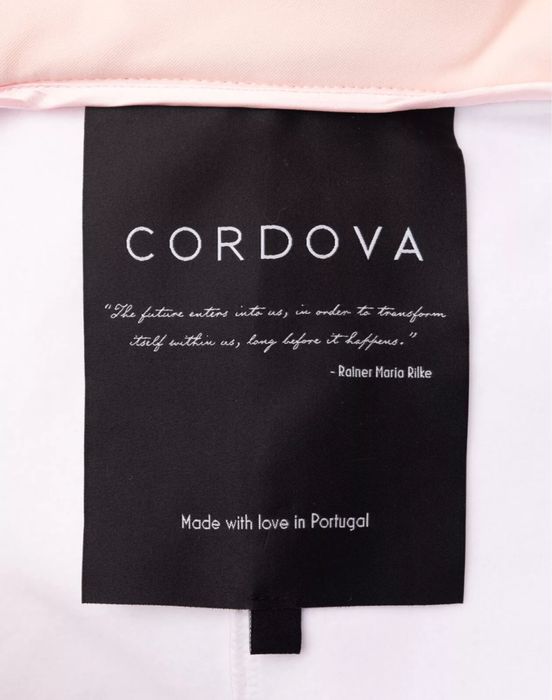 CORDOVA
“The future enters into us, in order to transform
itself within us, long before it happens.”
- Rainer Maria Rilke
Made with love in Portugal